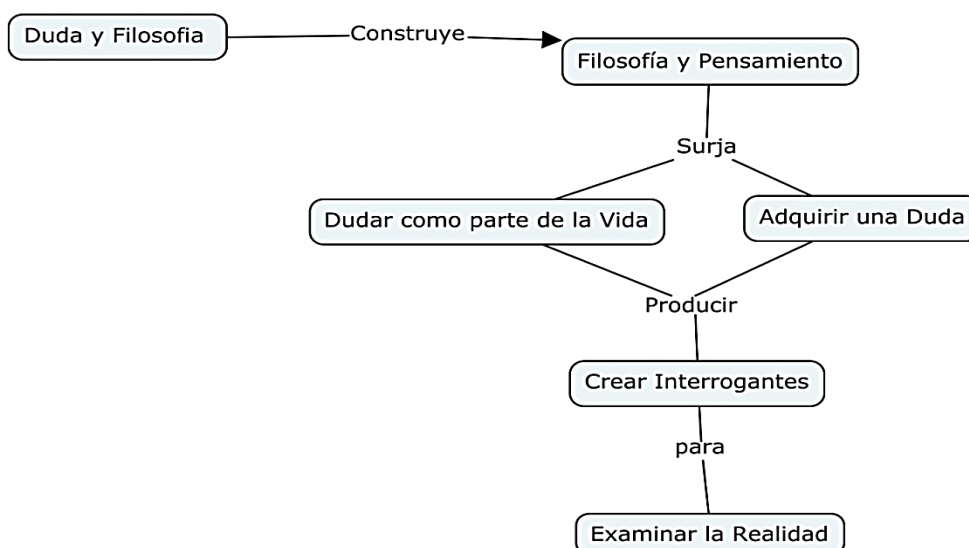 Duda y Filosofia
Construye
Filosofía y Pensamiento
Surja
Dudar como parte de la Vida
Adquirir una Duda
Producir
Crear Interrogantes
para
Examinar la Realidad